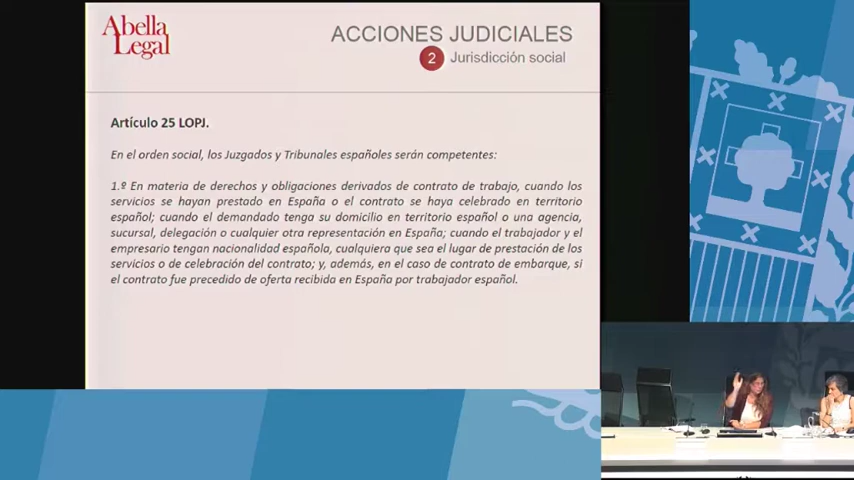 Abella
Legal
ACCIONES JUDICIALES
2 Jurisdicción social
Artículo 25 LOPJ.
En el orden social, los Juzgados y Tribunales españoles serán competentes:
1.º En materia de derechos y obligaciones derivados de contrato de trabajo, cuando los
servicios se hayan prestado en España o el contrato se haya celebrado en territorio
español; cuando el demandado tenga su domicilio en territorio español o una agencia,
sucursal, delegación o cualquier otra representación en España; cuando el trabajador y el
empresario tengan nacionalidad española, cualquiera que sea el lugar de prestación de los
servicios o de celebración del contrato; y, además, en el caso de contrato de embarque, si
el contrato fue precedido de oferta recibida en España por trabajador español.